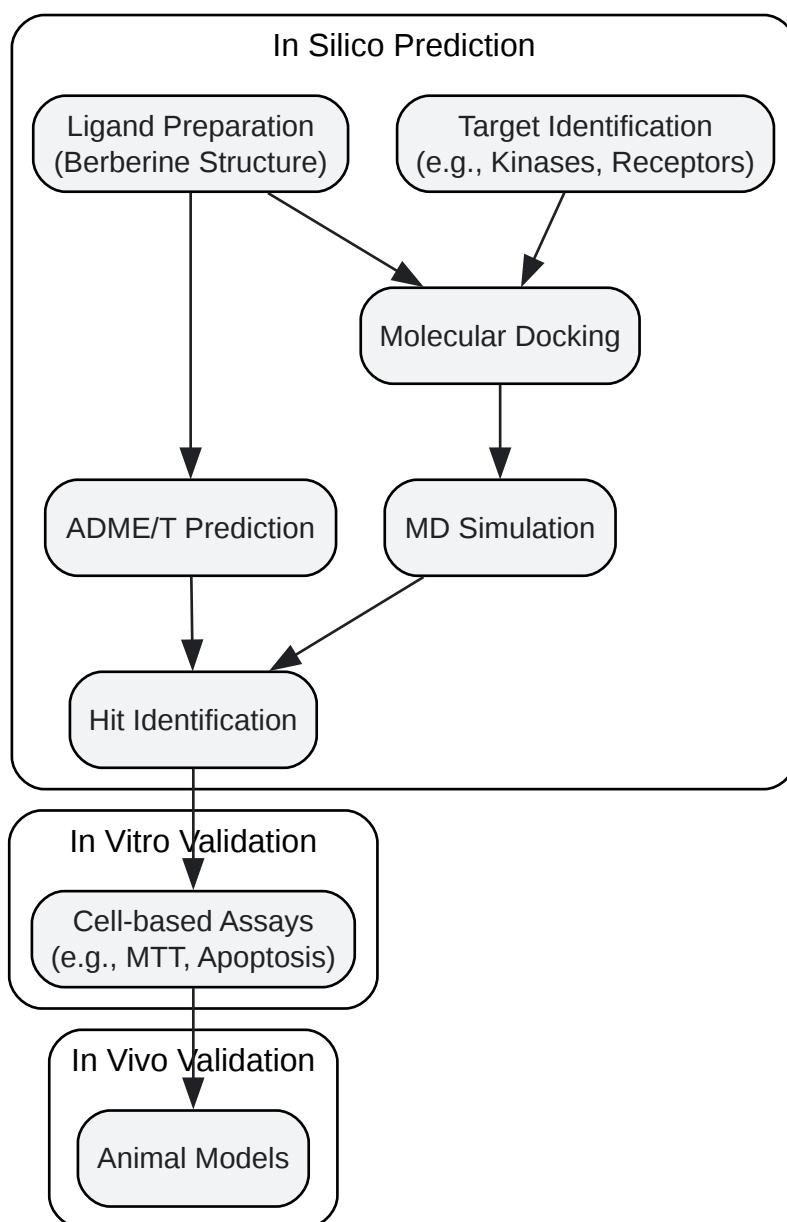 In Silico Prediction
Ligand Preparation
(Berberine Structure)
Target Identification
(e.g., Kinases, Receptors)
Molecular Docking
ADME/T Prediction
MD Simulation
Hit Identification
In Vitro Validation
Cell-based Assays
(e.g., MTT, Apoptosis)
In Vivo Validation
Animal Models